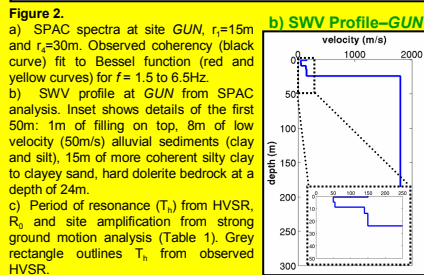 Figure 2.
a) SPAC spectra at site GUN, r₁=15m
and r₄=30m. Observed coherency (black
curve) fit to Bessel function (red and
yellow curves) for f = 1.5 to 6.5Hz.
b) SWV profile at GUN from SPAC
analysis. Inset shows details of the first
50m: 1m of filling on top, 8m of low
velocity (50m/s) alluvial sediments (clay
and silt), 15m of more coherent silty clay
to clayey sand, hard dolerite bedrock at a
depth of 24m.
c) Period of resonance (Tₕ) from HVSR,
R₀ and site amplification from strong
ground motion analysis (Table 1). Grey
rectangle outlines Tₕ from observed
HVSR.
b) SWV Profile–GUN
velocity (m/s)
0 1000 2000
depth (m)
0
50
100
150
200
250
300
0 50 100 150 200 250
0
10
20
30
40
50